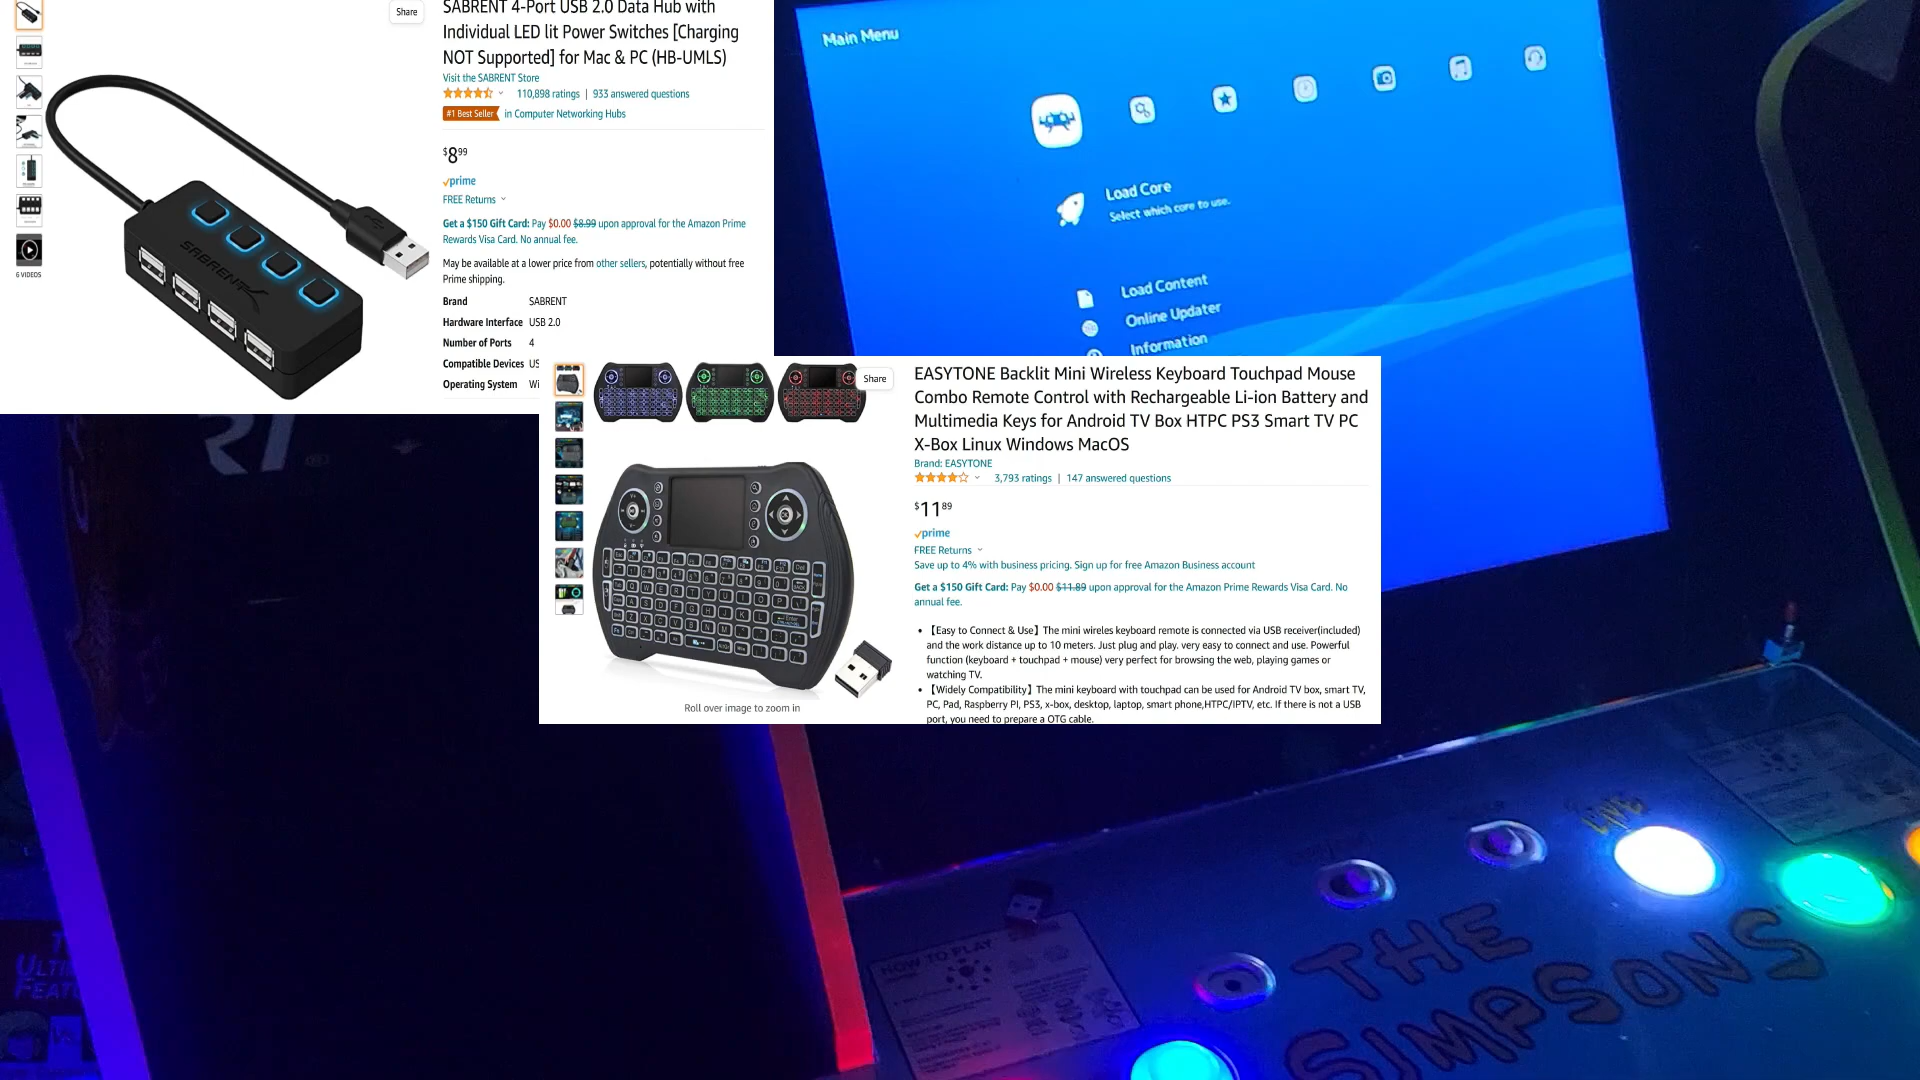 Share
SABRENT 4-Port USB 2.0 Data Hub with
Individual LED lit Power Switches [Charging
NOT Supported] for Mac & PC (HB-UMLS)
Visit the SABRENT Store
110,898 ratings | 933 answered questions
#1 Best Seller in Computer Networking Hubs
$8.99
prime
FREE Returns
Get a $150 Gift Card: Pay $0.00 $8.99 upon approval for the Amazon Prime
Rewards Visa Card. No annual fee.
May be available at a lower price from other sellers, potentially without free
Prime shipping.
Brand SABRENT
Hardware Interface USB 2.0
Number of Ports 4
Compatible Devices US
Operating System Wi
6 VIDEOS
SABRENT
Main Menu
Load Core
Select which core to use.
Load Content
Online Updater
Information
Share
EASYTONE Backlit Mini Wireless Keyboard Touchpad Mouse
Combo Remote Control with Rechargeable Li-ion Battery and
Multimedia Keys for Android TV Box HTPC PS3 Smart TV PC
X-Box Linux Windows MacOS
Brand: EASYTONE
3,793 ratings | 147 answered questions
$11.89
prime
FREE Returns
Save up to 4% with business pricing. Sign up for free Amazon Business account
Get a $150 Gift Card: Pay $0.00 $11.89 upon approval for the Amazon Prime Rewards Visa Card. No
annual fee.
• 【Easy to Connect & Use】The mini wireles keyboard remote is connected via USB receiver(included)
and the work distance up to 10 meters. Just plug and play. very easy to connect and use. Powerful
function (keyboard + touchpad + mouse) very perfect for browsing the web, playing games or
watching TV.
• 【Widely Compatibility】The mini keyboard with touchpad can be used for Android TV box, smart TV,
PC, Pad, Raspberry PI, PS3, x-box, desktop, laptop, smart phone,HTPC/IPTV, etc. If there is not a USB
port, you need to prepare a OTG cable.
Roll over image to zoom in
HOW TO PLAY
LIVE
THE
SIMPSONS